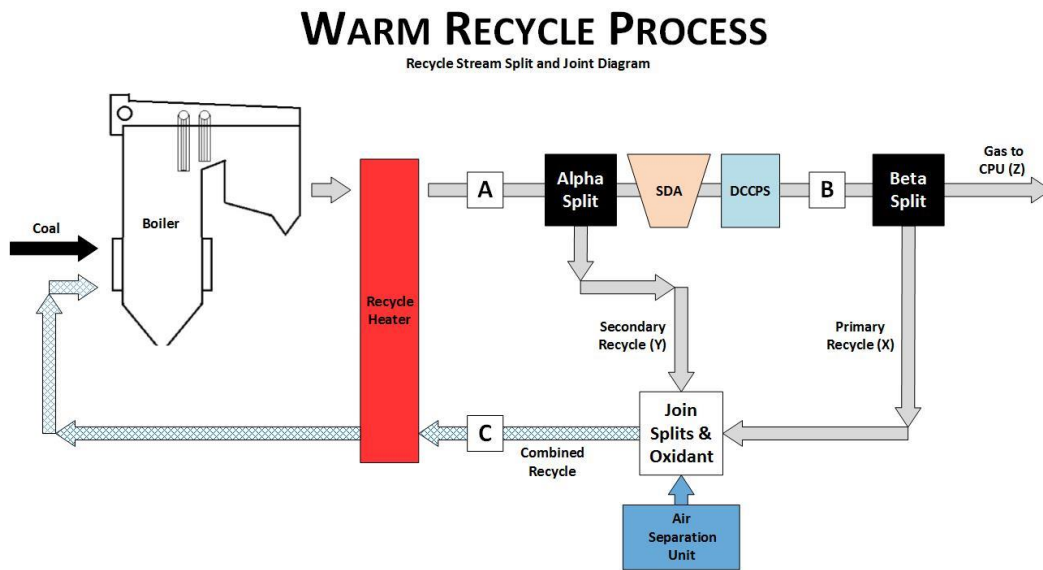 WARM RECYCLE PROCESS
Recycle Stream Split and Joint Diagram
Coal
Boiler
Recycle
Heater
A
Alpha
Split
SDA
DCCPS
B
Beta
Split
Gas to
CPU (Z)
Secondary
Recycle (Y)
Primary
Recycle (X)
C
Combined
Recycle
Join
Splits &
Oxidant
Air
Separation
Unit